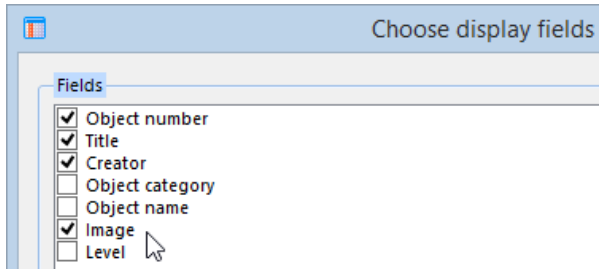 Choose display fields
Fields
Object number
Title
Creator
Object category
Object name
Image
Level